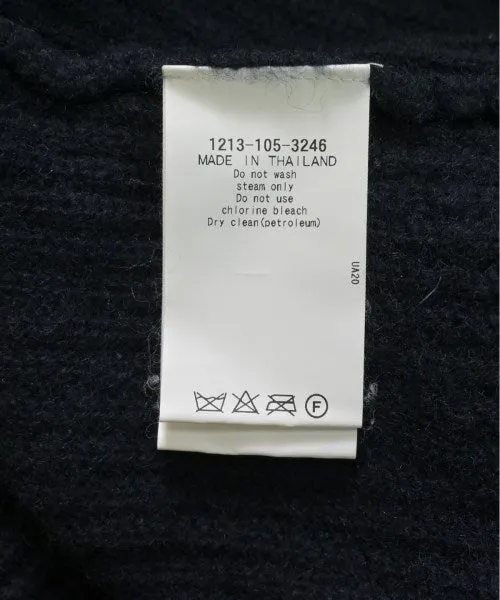 1213-105-3246
MADE IN THAILAND
Do not wash
steam only
Do not use
chlorine bleach
Dry clean(petroleum)
UA20
F